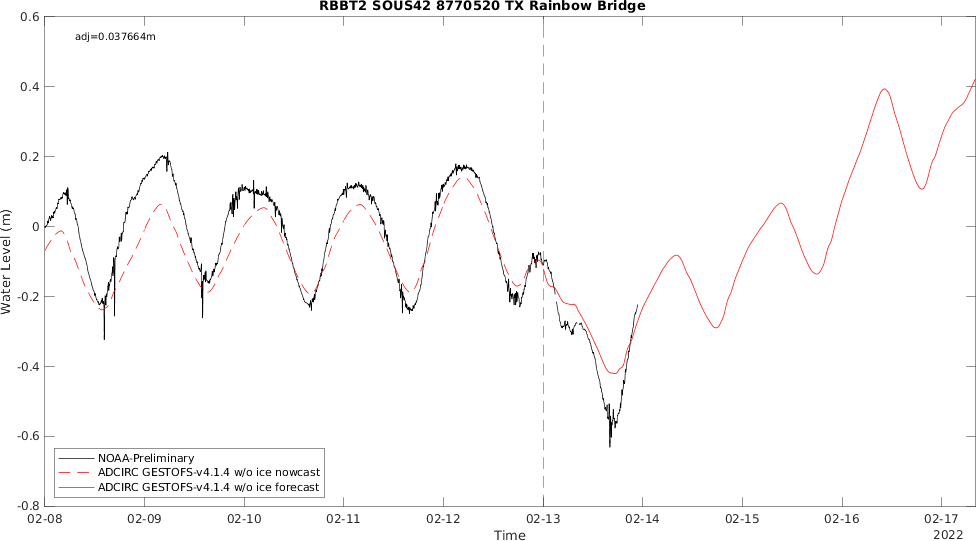 RBBT2 SOUS42 8770520 TX Rainbow Bridge
adj=0.037664m
0.6
0.4
0.2
0
-0.2
-0.4
-0.6
-0.8
Water Level (m)
NOAA-Preliminary
ADCIRC GESTOFS-v4.1.4 w/o ice nowcast
ADCIRC GESTOFS-v4.1.4 w/o ice forecast
02-08 02-09 02-10 02-11 02-12 02-13 02-14 02-15 02-16 02-17
Time
2022